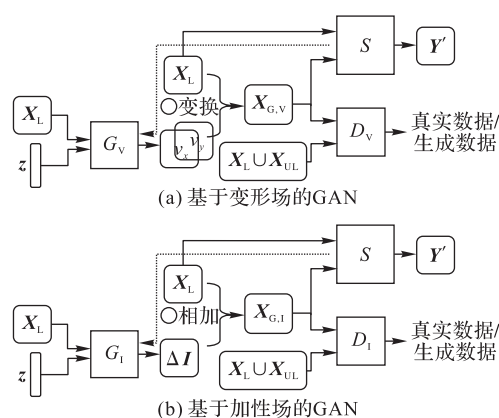 S
Y′
X_L
变换
X_G,V
X_L
G_V
v_x
v_y
D_V
真实数据/
生成数据
z
X_L∪X_UL
(a) 基于变形场的GAN
S
Y′
X_L
相加
X_G,I
X_L
G_I
ΔI
D_I
真实数据/
生成数据
z
X_L∪X_UL
(b) 基于加性场的GAN